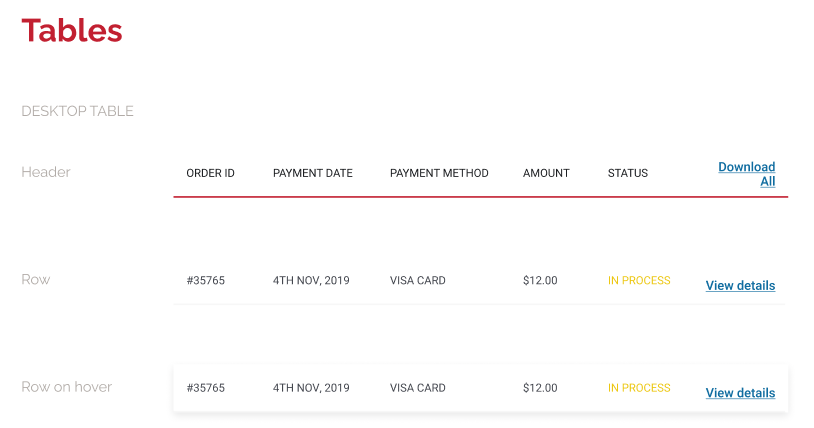 Tables
DESKTOP TABLE
Header ORDER ID PAYMENT DATE PAYMENT METHOD AMOUNT STATUS Download
All
Row #35765 4TH NOV, 2019 VISA CARD $12.00 IN PROCESS View details
Row on hover #35765 4TH NOV, 2019 VISA CARD $12.00 IN PROCESS View details